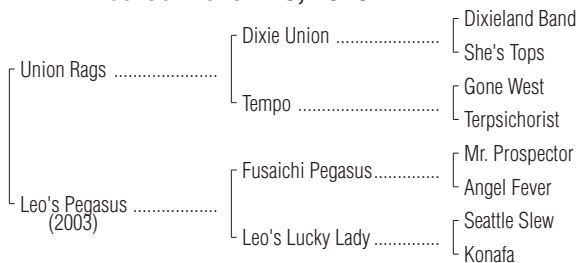 Dixieland Band
Dixie Union ......................
She's Tops
Union Rags ......................
Gone West
Tempo ..............................
Terpsichorist
Mr. Prospector
Fusaichi Pegasus................
Angel Fever
Leo's Pegasus ..................
(2003)
Seattle Slew
Leo's Lucky Lady ..............
Konafa